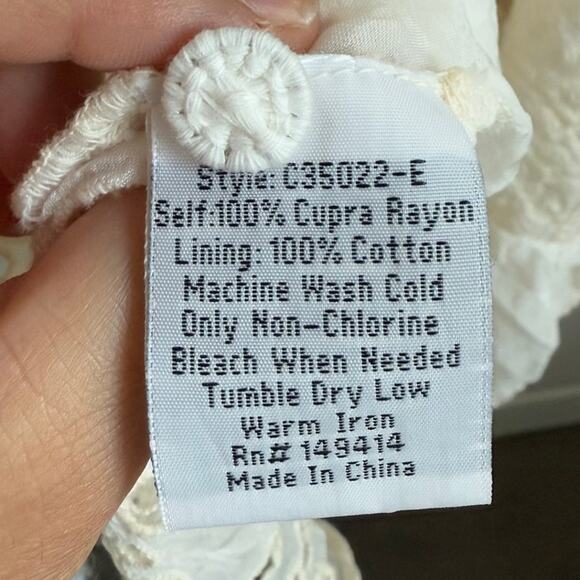 Style: C35022-E
Self:100% Cupra Rayon
Lining: 100% Cotton
Machine Wash Cold
Only Non-Chlorine
Bleach When Needed
Tumble Dry Low
Warm Iron
Rn# 149414
Made In China